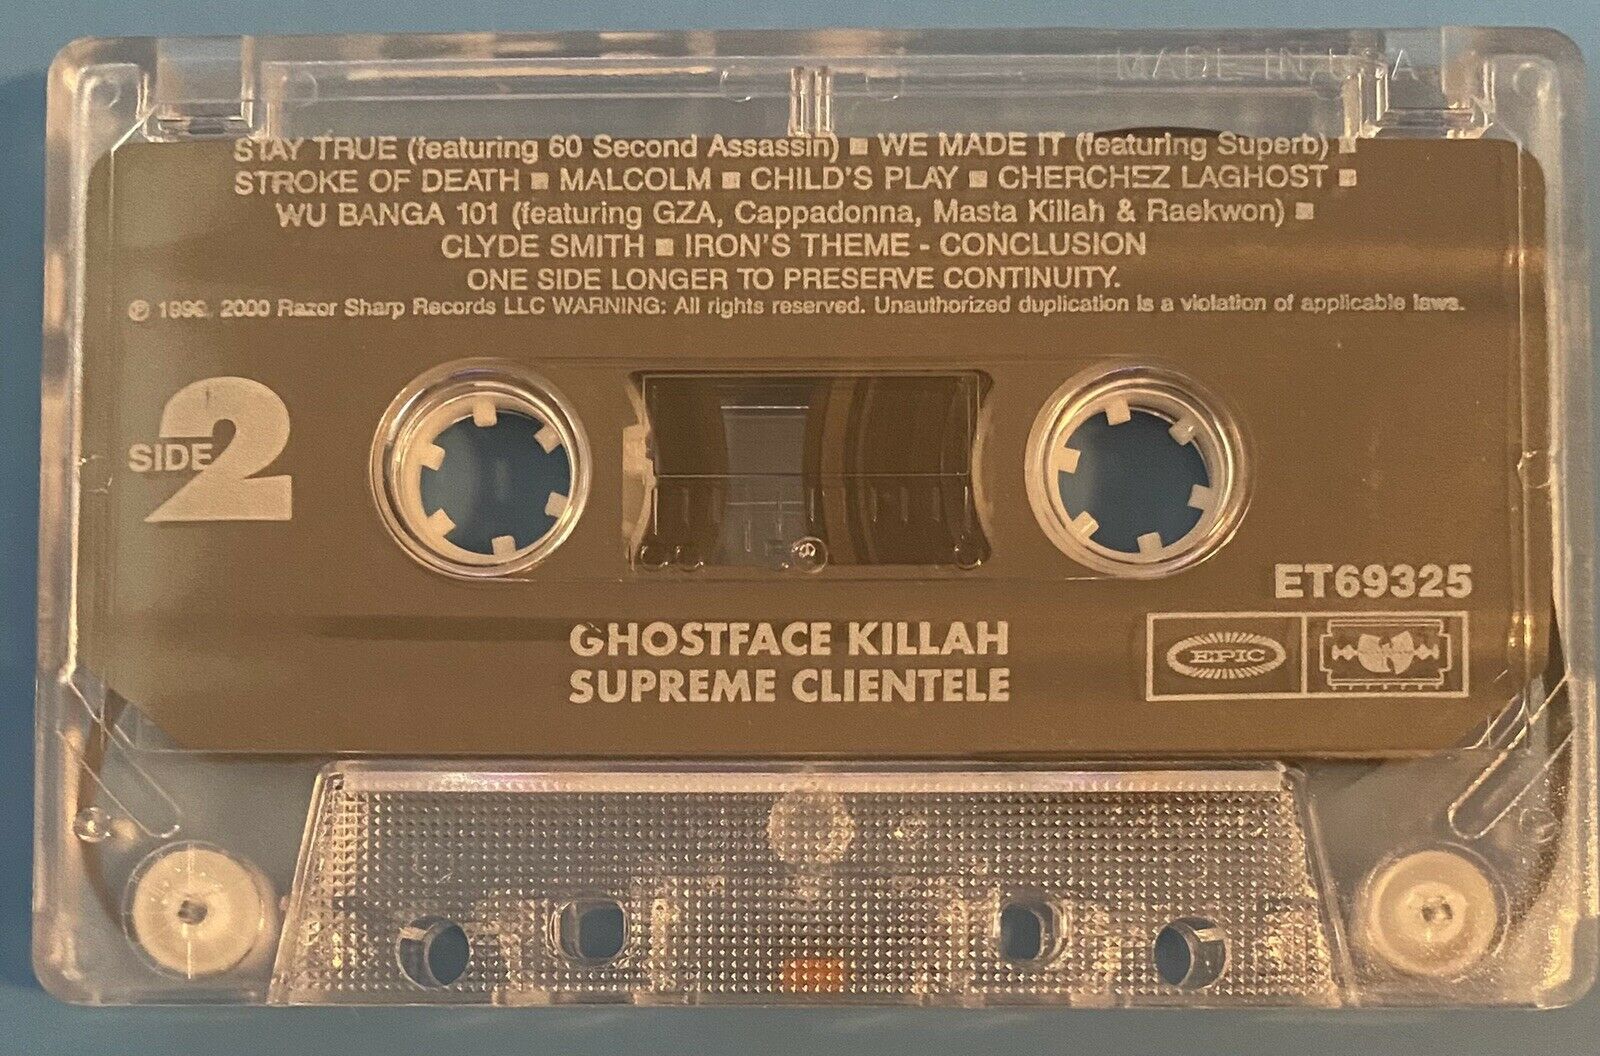 MADE IN USA
STAY TRUE (featuring 60 Second Assassin) ■ WE MADE IT (featuring Superb) ■
STROKE OF DEATH ■ MALCOLM ■ CHILD'S PLAY ■ CHERCHEZ LAGHOST ■
WU BANGA 101 (featuring GZA, Cappadonna, Masta Killah & Raekwon) ■
CLYDE SMITH ■ IRON'S THEME - CONCLUSION
ONE SIDE LONGER TO PRESERVE CONTINUITY.
℗ 1999, 2000 Razor Sharp Records LLC WARNING: All rights reserved. Unauthorized duplication is a violation of applicable laws.
SIDE 2
ET69325
GHOSTFACE KILLAH
SUPREME CLIENTELE
EPIC